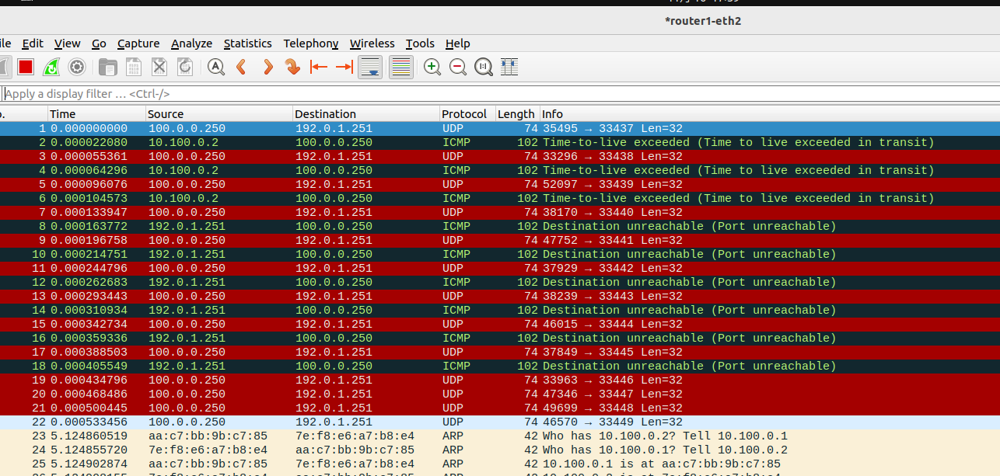 *router1-eth2
Edit View Go Capture Analyze Statistics Telephony Wireless Tools Help
Apply a display filter … <Ctrl-/>
Time Source Destination Protocol Length Info
1 0.000000000 100.0.0.250 192.0.1.251 UDP 74 35495 → 33437 Len=32
2 0.000022080 10.100.0.2 100.0.0.250 ICMP 102 Time-to-live exceeded (Time to live exceeded in transit)
3 0.000055361 100.0.0.250 192.0.1.251 UDP 74 33296 → 33438 Len=32
4 0.000064296 10.100.0.2 100.0.0.250 ICMP 102 Time-to-live exceeded (Time to live exceeded in transit)
5 0.000096076 100.0.0.250 192.0.1.251 UDP 74 52097 → 33439 Len=32
6 0.000104573 10.100.0.2 100.0.0.250 ICMP 102 Time-to-live exceeded (Time to live exceeded in transit)
7 0.000133947 100.0.0.250 192.0.1.251 UDP 74 38170 → 33440 Len=32
8 0.000163772 192.0.1.251 100.0.0.250 ICMP 102 Destination unreachable (Port unreachable)
9 0.000196758 100.0.0.250 192.0.1.251 UDP 74 47752 → 33441 Len=32
10 0.000214751 192.0.1.251 100.0.0.250 ICMP 102 Destination unreachable (Port unreachable)
11 0.000244796 100.0.0.250 192.0.1.251 UDP 74 37929 → 33442 Len=32
12 0.000262683 192.0.1.251 100.0.0.250 ICMP 102 Destination unreachable (Port unreachable)
13 0.000293443 100.0.0.250 192.0.1.251 UDP 74 38239 → 33443 Len=32
14 0.000310934 192.0.1.251 100.0.0.250 ICMP 102 Destination unreachable (Port unreachable)
15 0.000342734 100.0.0.250 192.0.1.251 UDP 74 46015 → 33444 Len=32
16 0.000359336 192.0.1.251 100.0.0.250 ICMP 102 Destination unreachable (Port unreachable)
17 0.000388503 100.0.0.250 192.0.1.251 UDP 74 37849 → 33445 Len=32
18 0.000405549 192.0.1.251 100.0.0.250 ICMP 102 Destination unreachable (Port unreachable)
19 0.000434796 100.0.0.250 192.0.1.251 UDP 74 33963 → 33446 Len=32
20 0.000468486 100.0.0.250 192.0.1.251 UDP 74 47346 → 33447 Len=32
21 0.000500445 100.0.0.250 192.0.1.251 UDP 74 49699 → 33448 Len=32
22 0.000533456 100.0.0.250 192.0.1.251 UDP 74 46570 → 33449 Len=32
23 5.124860519 aa:c7:bb:9b:c7:85 7e:f8:e6:a7:b8:e4 ARP 42 Who has 10.100.0.2? Tell 10.100.0.1
24 5.124855720 7e:f8:e6:a7:b8:e4 aa:c7:bb:9b:c7:85 ARP 42 Who has 10.100.0.1? Tell 10.100.0.2
25 5.124902874 aa:c7:bb:9b:c7:85 7e:f8:e6:a7:b8:e4 ARP 42 10.100.0.1 is at aa:c7:bb:9b:c7:85